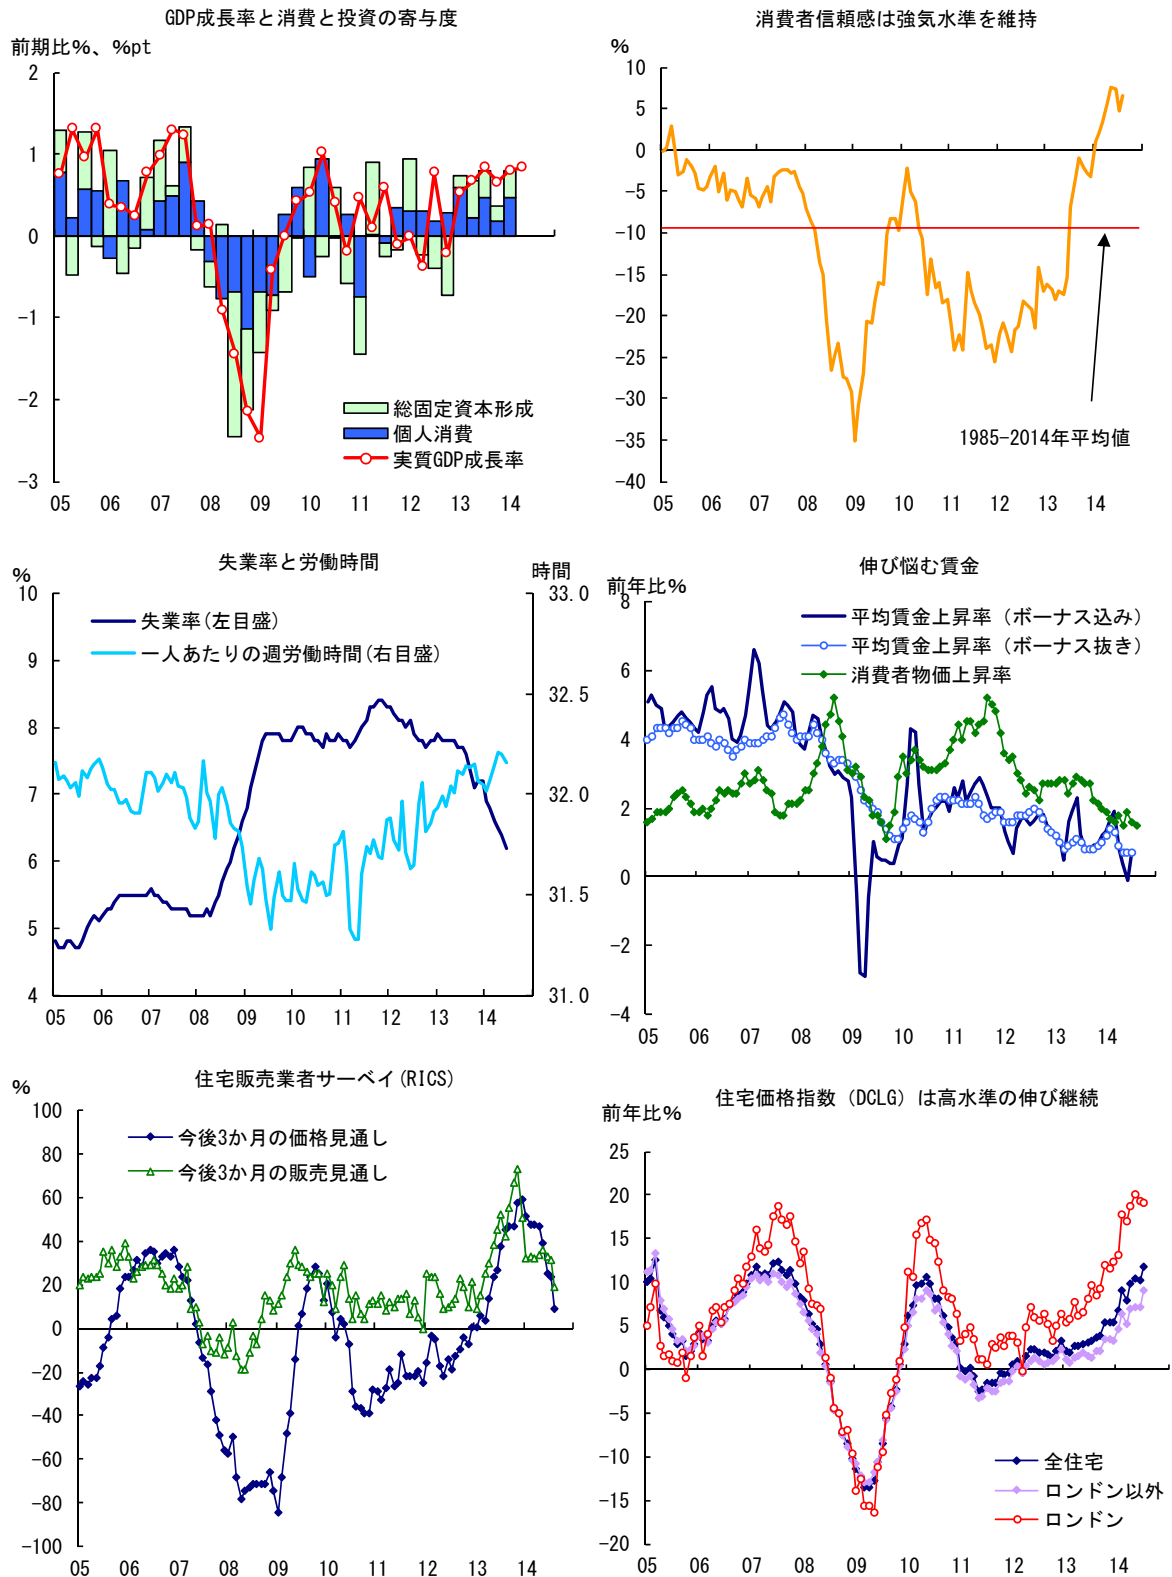 GDP成長率と消費と投資の寄与度
前期比%、%pt
2
1
0
-1
-2
-3
総固定資本形成
個人消費
実質GDP成長率
05 06 07 08 09 10 11 12 13 14
消費者信頼感は強気水準を維持
%
10
5
0
-5
-10
-15
-20
-25
-30
-35
-40
1985-2014年平均値
05 06 07 08 09 10 11 12 13 14
失業率と労働時間
%
時間
10
9
8
7
6
5
4
33.0
32.5
32.0
31.5
31.0
失業率(左目盛)
一人あたりの週労働時間(右目盛)
05 06 07 08 09 10 11 12 13 14
伸び悩む賃金
前年比%
8
6
4
2
0
-2
-4
平均賃金上昇率（ボーナス込み）
平均賃金上昇率（ボーナス抜き）
消費者物価上昇率
05 06 07 08 09 10 11 12 13 14
住宅販売業者サーベイ(RICS)
%
100
80
60
40
20
0
-20
-40
-60
-80
-100
今後3か月の価格見通し
今後3か月の販売見通し
05 06 07 08 09 10 11 12 13 14
住宅価格指数（DCLG）は高水準の伸び継続
前年比%
25
20
15
10
5
0
-5
-10
-15
-20
全住宅
ロンドン以外
ロンドン
05 06 07 08 09 10 11 12 13 14